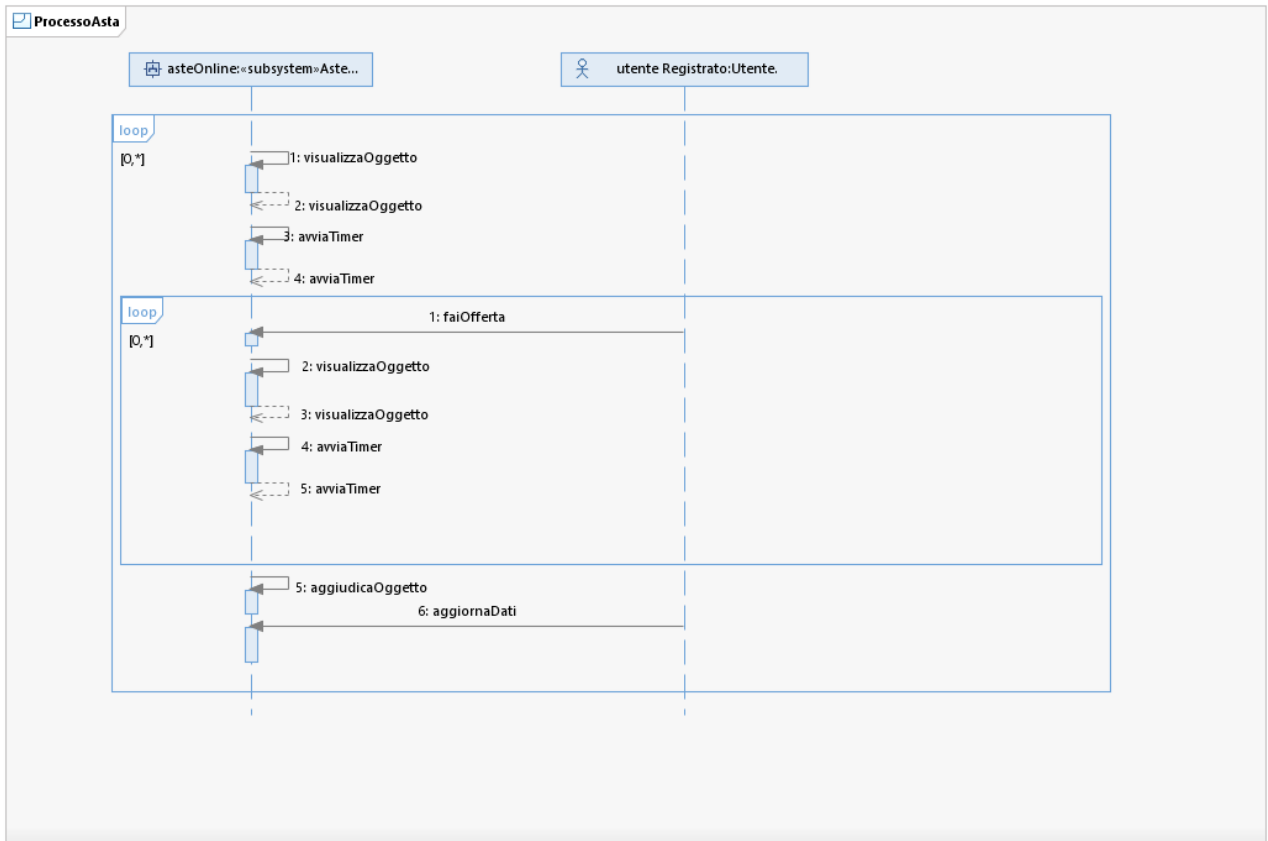 ProcessoAsta
asteOnline:«subsystem»Aste...
utente Registrato:Utente.
loop
[0,*]
1: visualizzaOggetto
2: visualizzaOggetto
3: avviaTimer
4: avviaTimer
loop
1: faiOfferta
[0,*]
2: visualizzaOggetto
3: visualizzaOggetto
4: avviaTimer
5: avviaTimer
5: aggiudicaOggetto
6: aggiornaDati